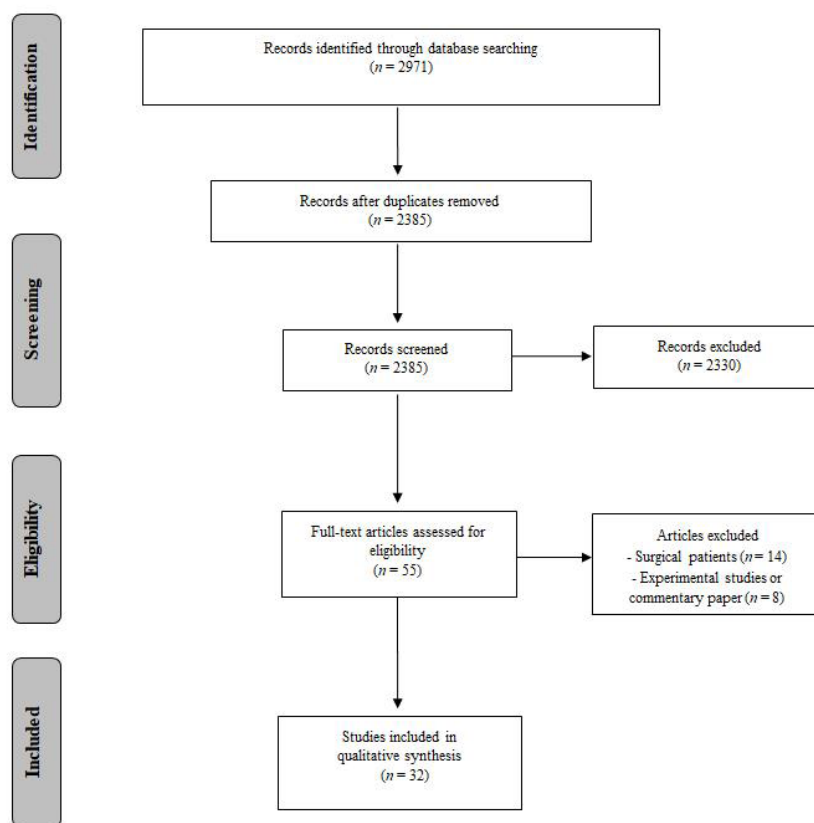 Identification
Records identified through database searching
(n = 2971)
Records after duplicates removed
(n = 2385)
Screening
Records screened
(n = 2385)
Records excluded
(n = 2330)
Eligibility
Full-text articles assessed for
eligibility
(n = 55)
Articles excluded
- Surgical patients (n = 14)
- Experimental studies or
commentary paper (n = 8)
Included
Studies included in
qualitative synthesis
(n = 32)